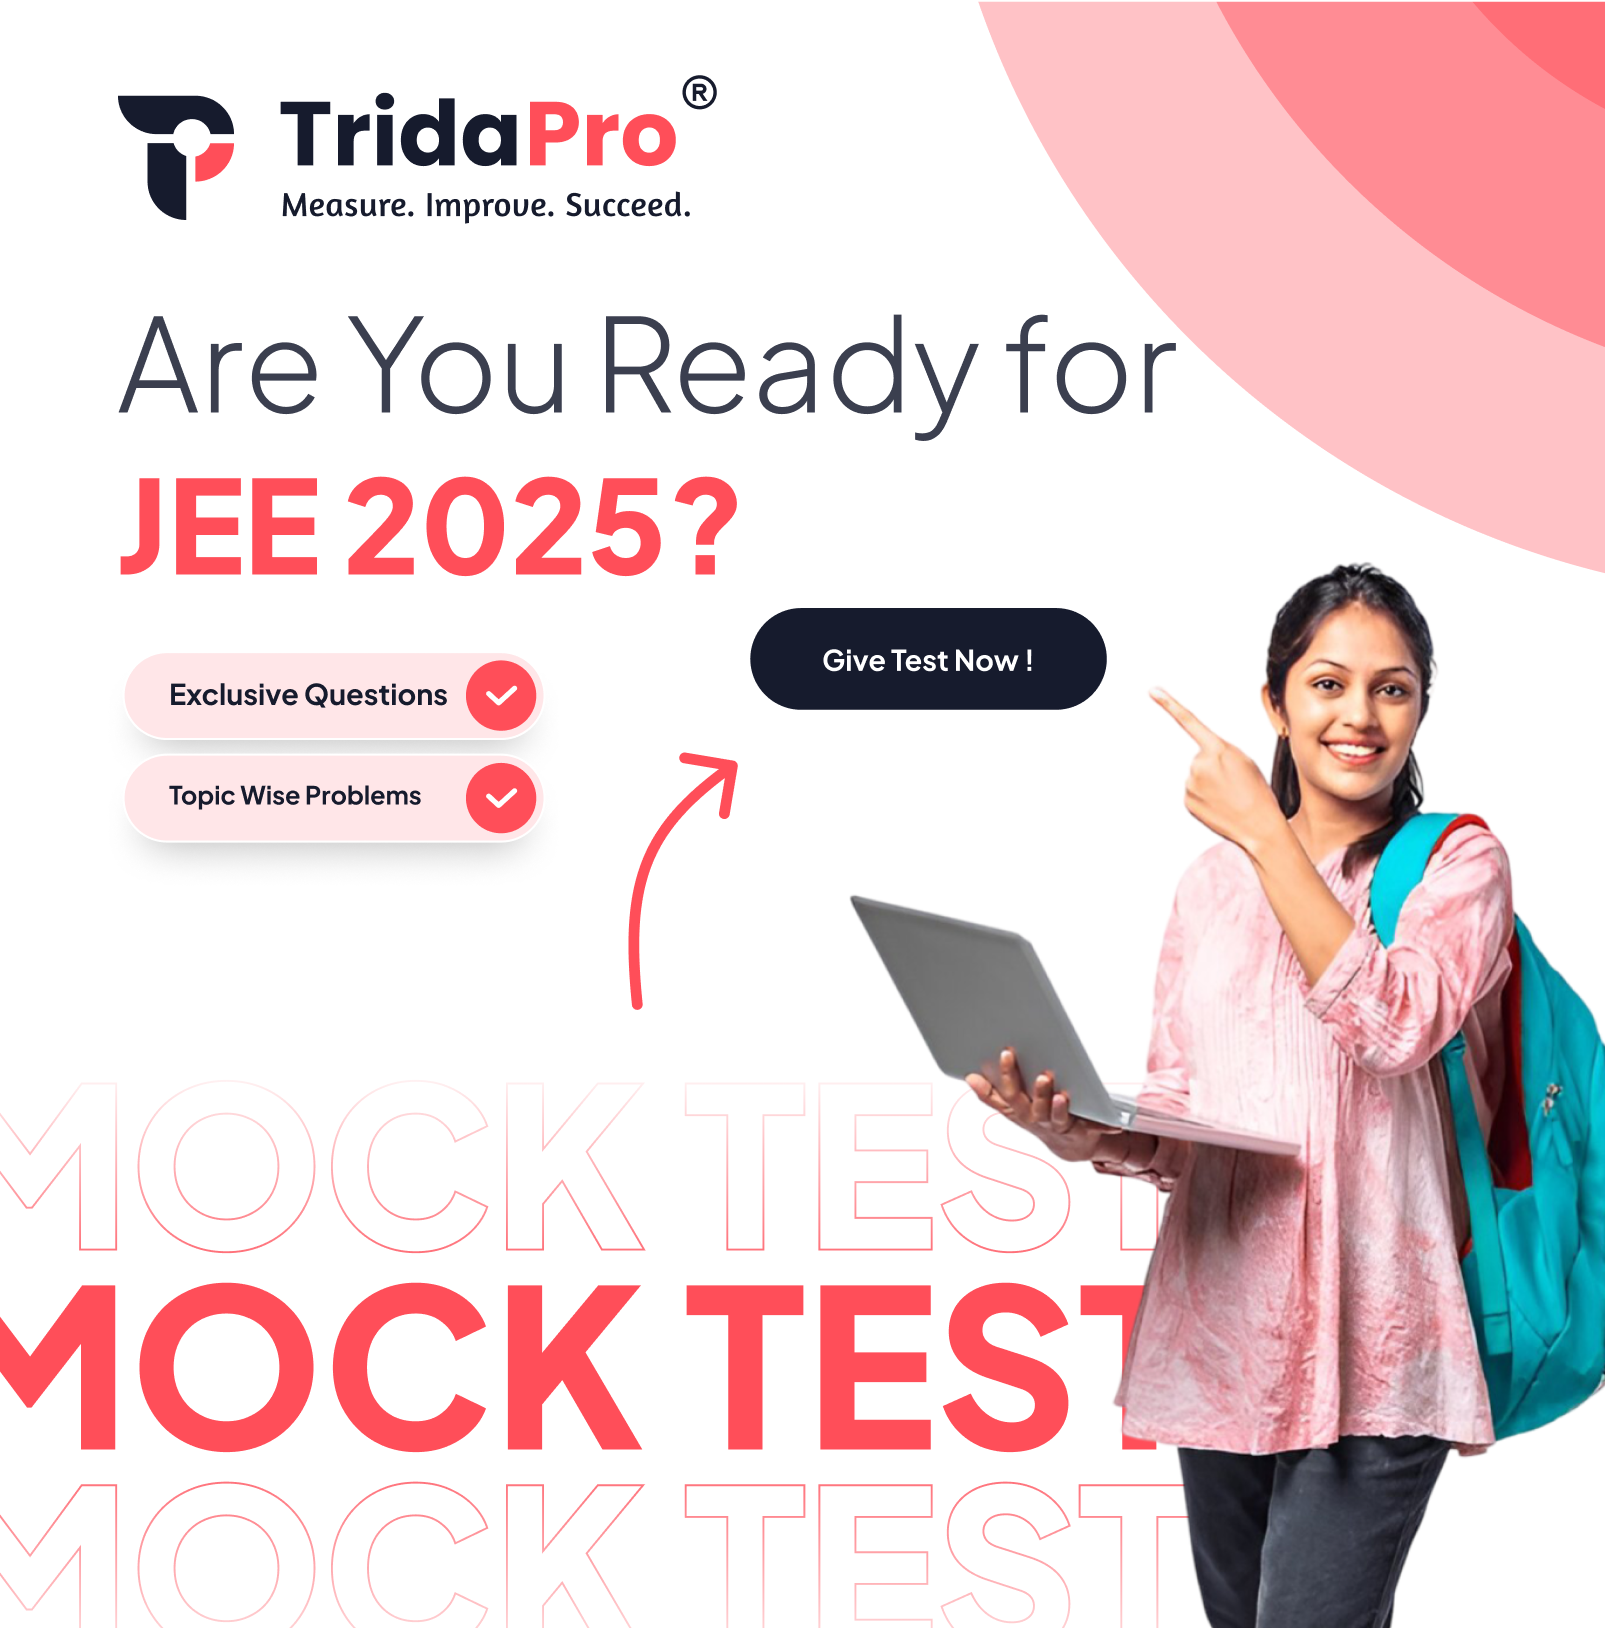 TridaPro®
Measure. Improve. Succeed.
Are You Ready for
JEE 2025?
Give Test Now !
Exclusive Questions
Topic Wise Problems
MOCK TEST
MOCK TEST
MOCK TEST